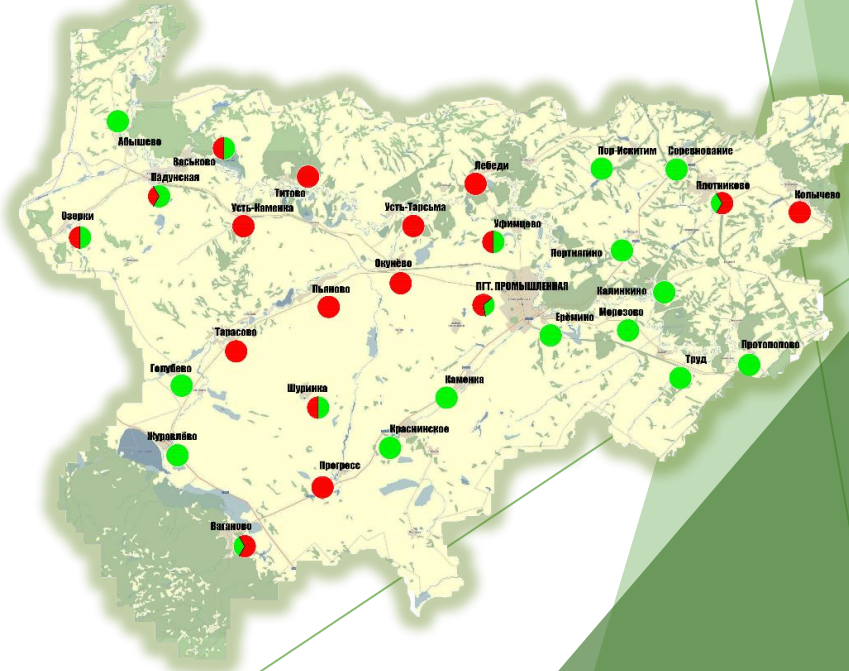 Абышево
Васьково
Падунская
Титово
Озерки
Усть-Каменка
Усть-Тарсьма
Лебеди
Уфимцево
Пор-Искитим
Соревнование
Плотниково
Колычево
Портнягино
Окунёво
Пьяново
ПГТ. ПРОМЫШЛЕННАЯ
Калинкино
Ерёмино
Морозово
Протопопово
Труд
Тарасово
Голубево
Шуринка
Каменка
Журавлёво
Краснинское
Прогресс
Ваганово